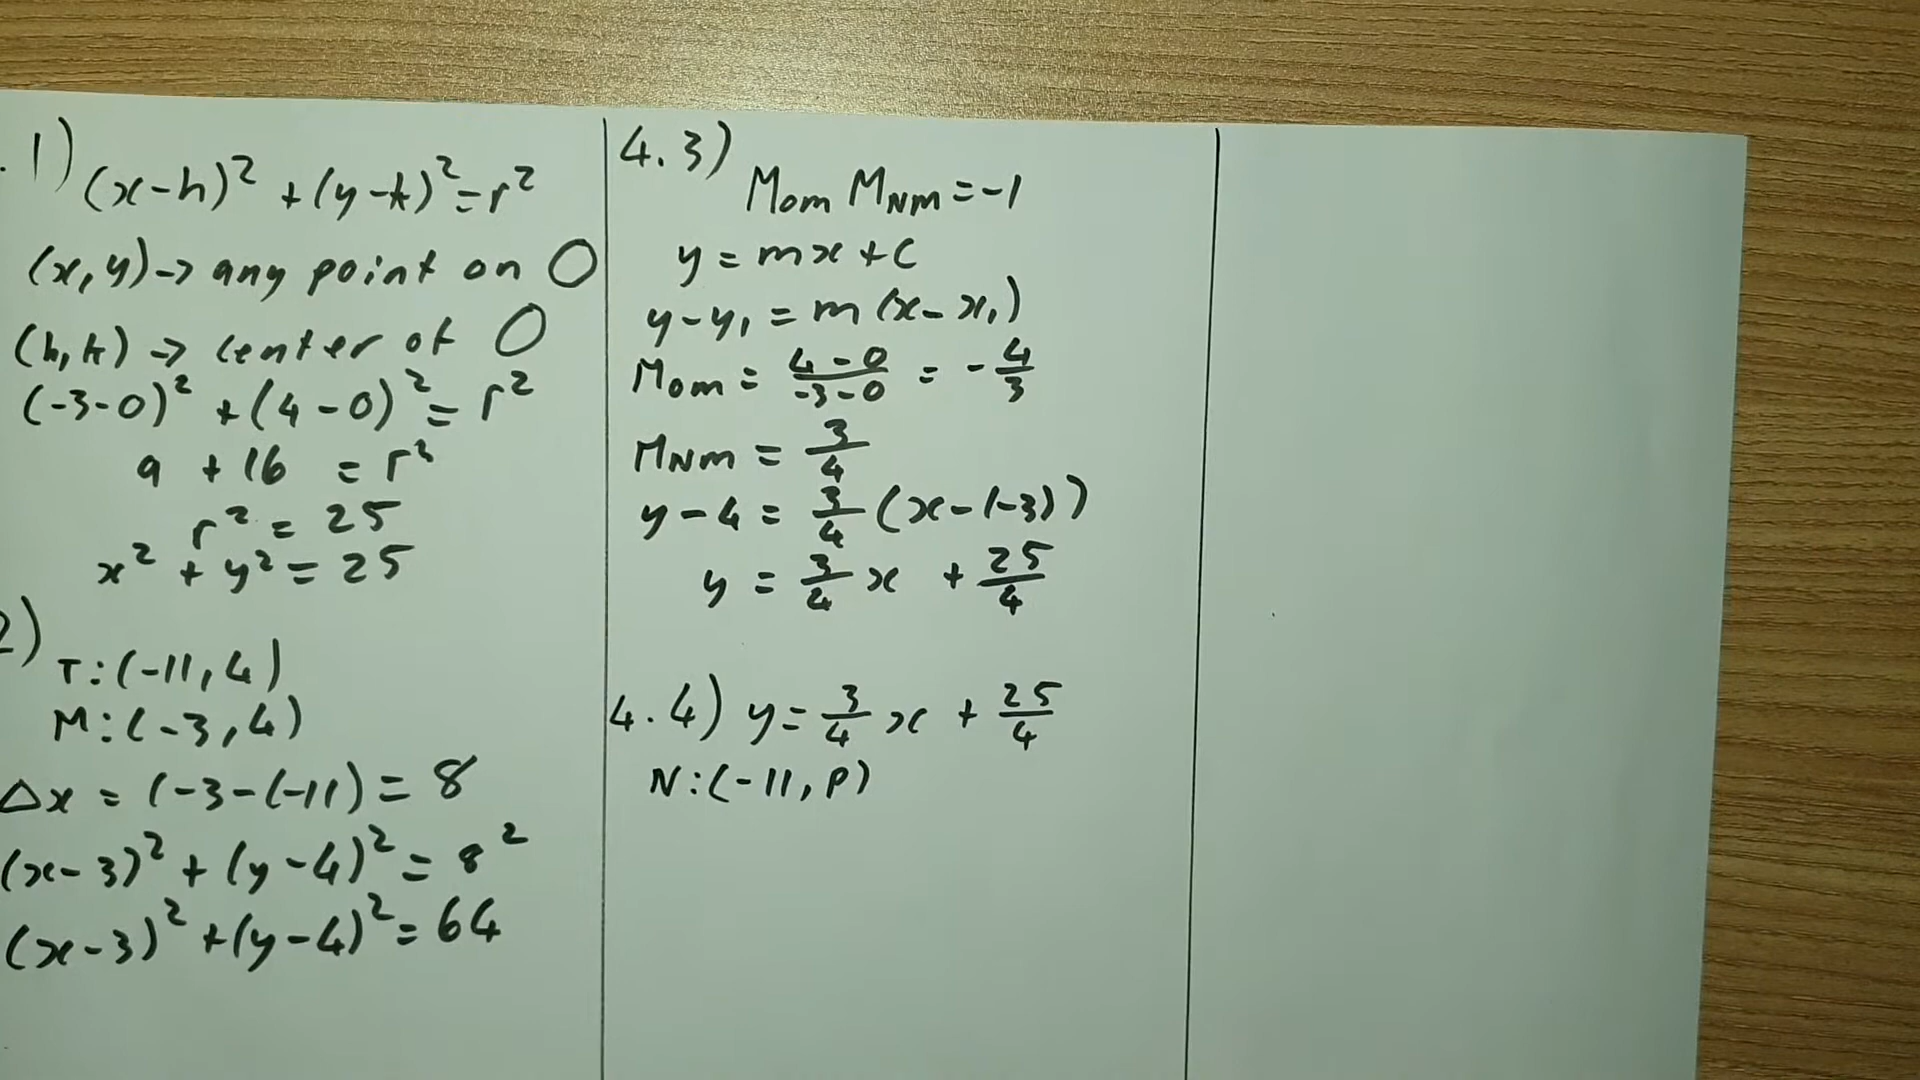 .1)
(x-h)² + (y-k)² = r²
(x,y) -> any point on O
(h,k) -> center of O
(-3-0)² + (4-0)² = r²
9 + 16 = r²
r² = 25
x² + y² = 25
2)
T:(-11,4)
M:(-3,4)
Δx = (-3-(-11) = 8
(x-3)² + (y-4)² = 8²
(x-3)² + (y-4)² = 64
4.3)
Mom MNm = -1
y = mx + c
y-y₁ = m(x-x₁)
Mom = 4-0/-3-0 = -4/3
MNm = 3/4
y-4 = 3/4 (x-(-3))
y = 3/4 x + 25/4
4.4) y = 3/4 x + 25/4
N:(-11,P)